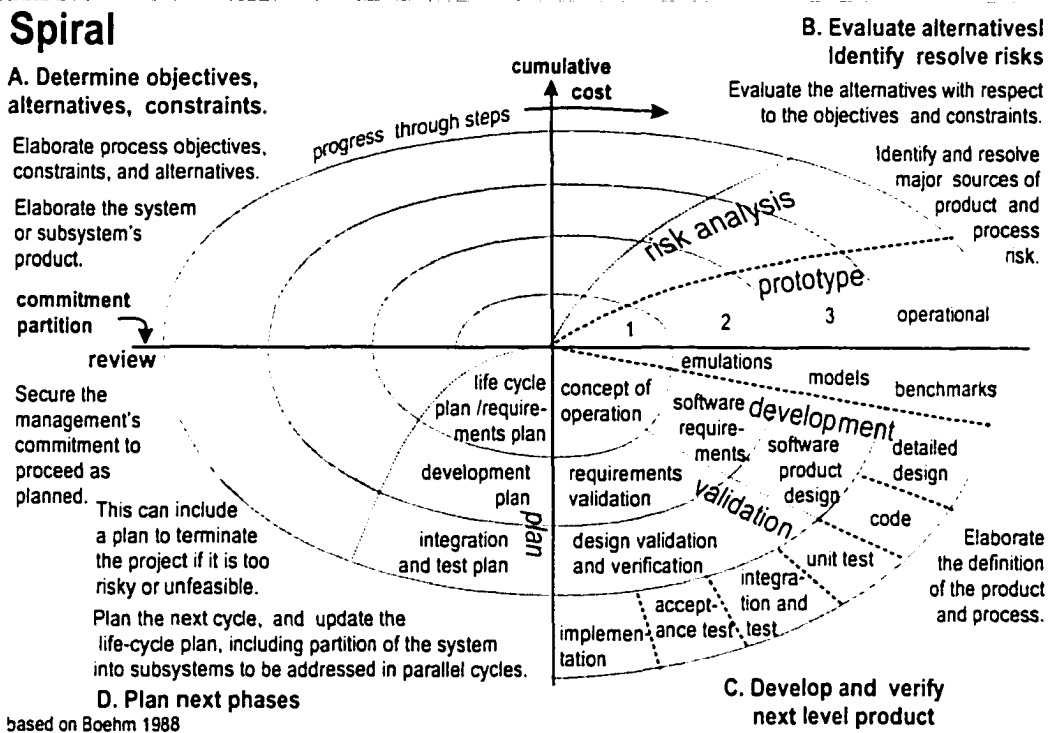 Spiral
A. Determine objectives,
alternatives, constraints.
Elaborate process objectives,
constraints, and alternatives.
Elaborate the system
or subsystem's
product.
commitment
partition
review
cumulative
cost
progress through steps
B. Evaluate alternativesI
Identify resolve risks
Evaluate the alternatives with respect
to the objectives and constraints.
Identify and resolve
major sources of
product and
process
risk.
risk analysis
prototype
1 2 3 operational
emulations
models
benchmarks
life cycle
plan /require-
ments plan
concept of
operation
software
require-
ments
development
software
product
design
detailed
design
development
plan
requirements
validation
validation
code
plan
integration
and test plan
design validation
and verification
unit test
integra-
tion and
test
accept-
ance test
implemen-
tation
Elaborate
the definition
of the product
and process.
Secure the
management's
commitment to
proceed as
planned.
This can include
a plan to terminate
the project if it is too
risky or unfeasible.
Plan the next cycle, and update the
life-cycle plan, including partition of the system
into subsystems to be addressed in parallel cycles.
D. Plan next phases
C. Develop and verify
next level product
based on Boehm 1988